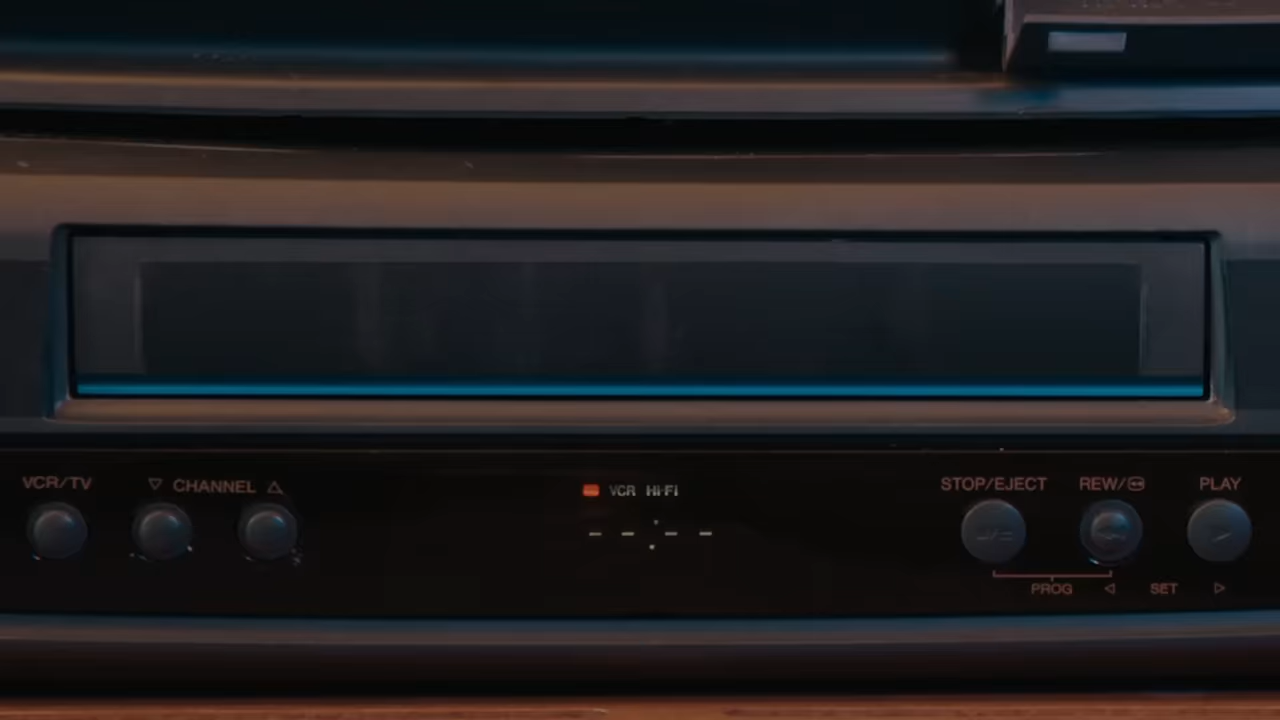 VCR/TV
▽ CHANNEL △
VCR Hi-Fi
– – : – –
STOP/EJECT
REW/
PLAY
PROG
◁ SET ▷